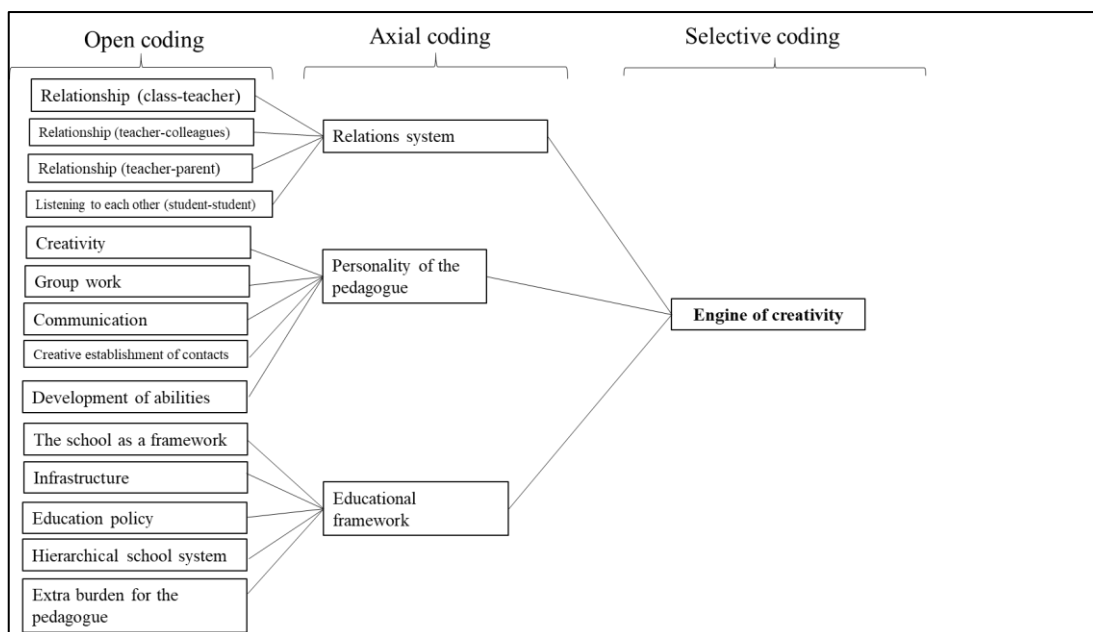 Open coding
Axial coding
Selective coding
Relationship (class-teacher)
Relationship (teacher-colleagues)
Relationship (teacher-parent)
Listening to each other (student-student)
Creativity
Group work
Communication
Creative establishment of contacts
Development of abilities
The school as a framework
Infrastructure
Education policy
Hierarchical school system
Extra burden for the
pedagogue
Relations system
Personality of the
pedagogue
Educational
framework
Engine of creativity